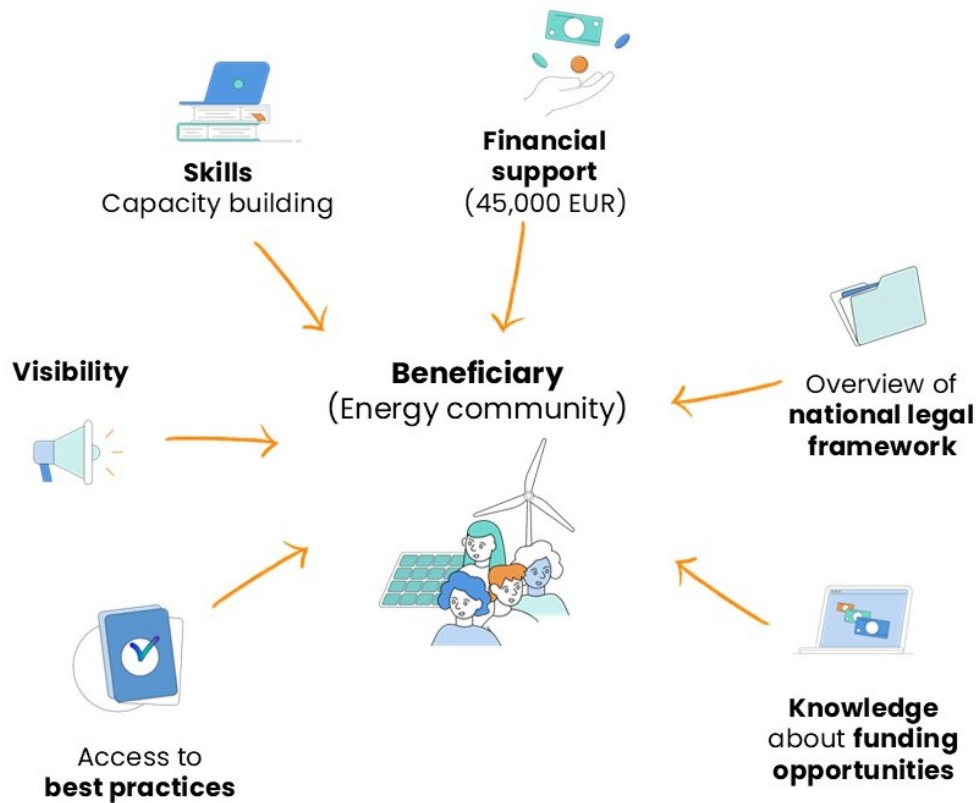 Skills
Capacity building
Financial
support
(45,000 EUR)
Visibility
Beneficiary
(Energy community)
Overview of
national legal
framework
Access to
best practices
Knowledge
about funding
opportunities